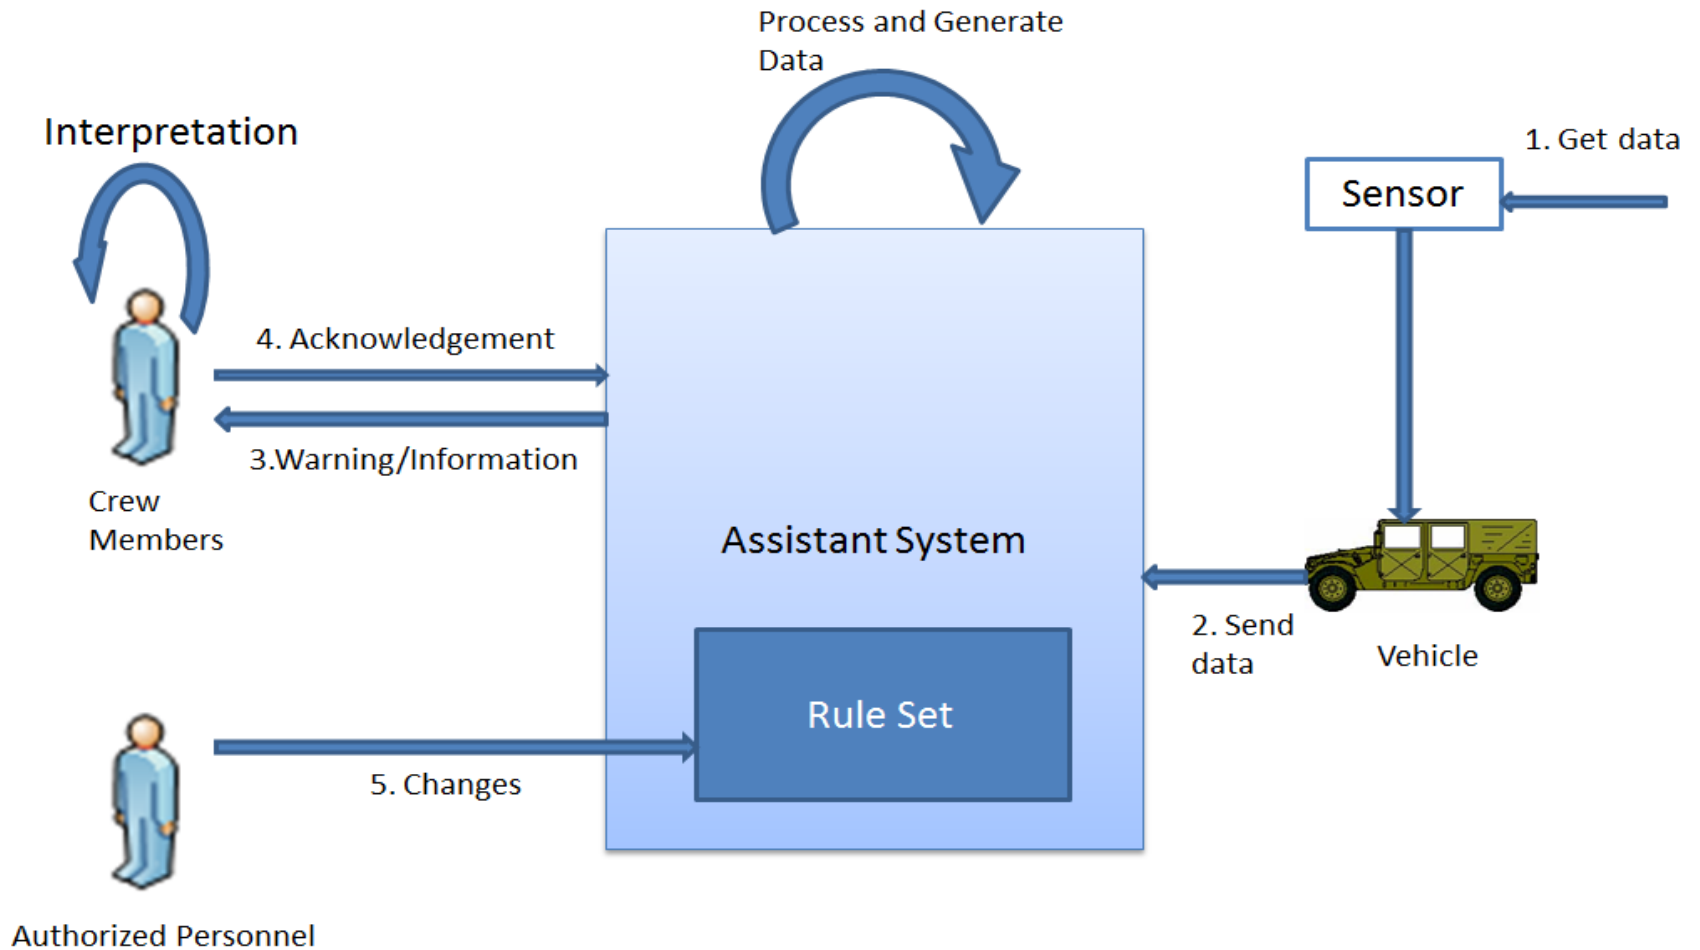 Process and Generate
Data
Interpretation
1. Get data
Sensor
4. Acknowledgement
3.Warning/Information
Crew
Members
Assistant System
2. Send
data
Vehicle
Rule Set
5. Changes
Authorized Personnel